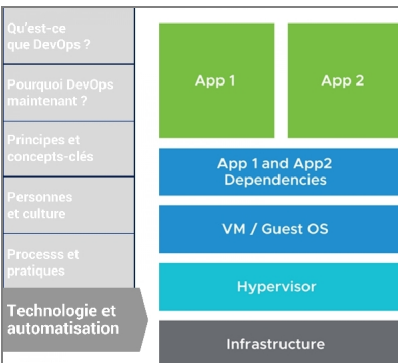 Qu'est-ce
que DevOps ?
Pourquoi DevOps
maintenant ?
Principes et
concepts-clés
Personnes
et culture
Processs et
pratiques
Technologie et
automatisation
App 1
App 2
App 1 and App2
Dependencies
VM / Guest OS
Hypervisor
Infrastructure